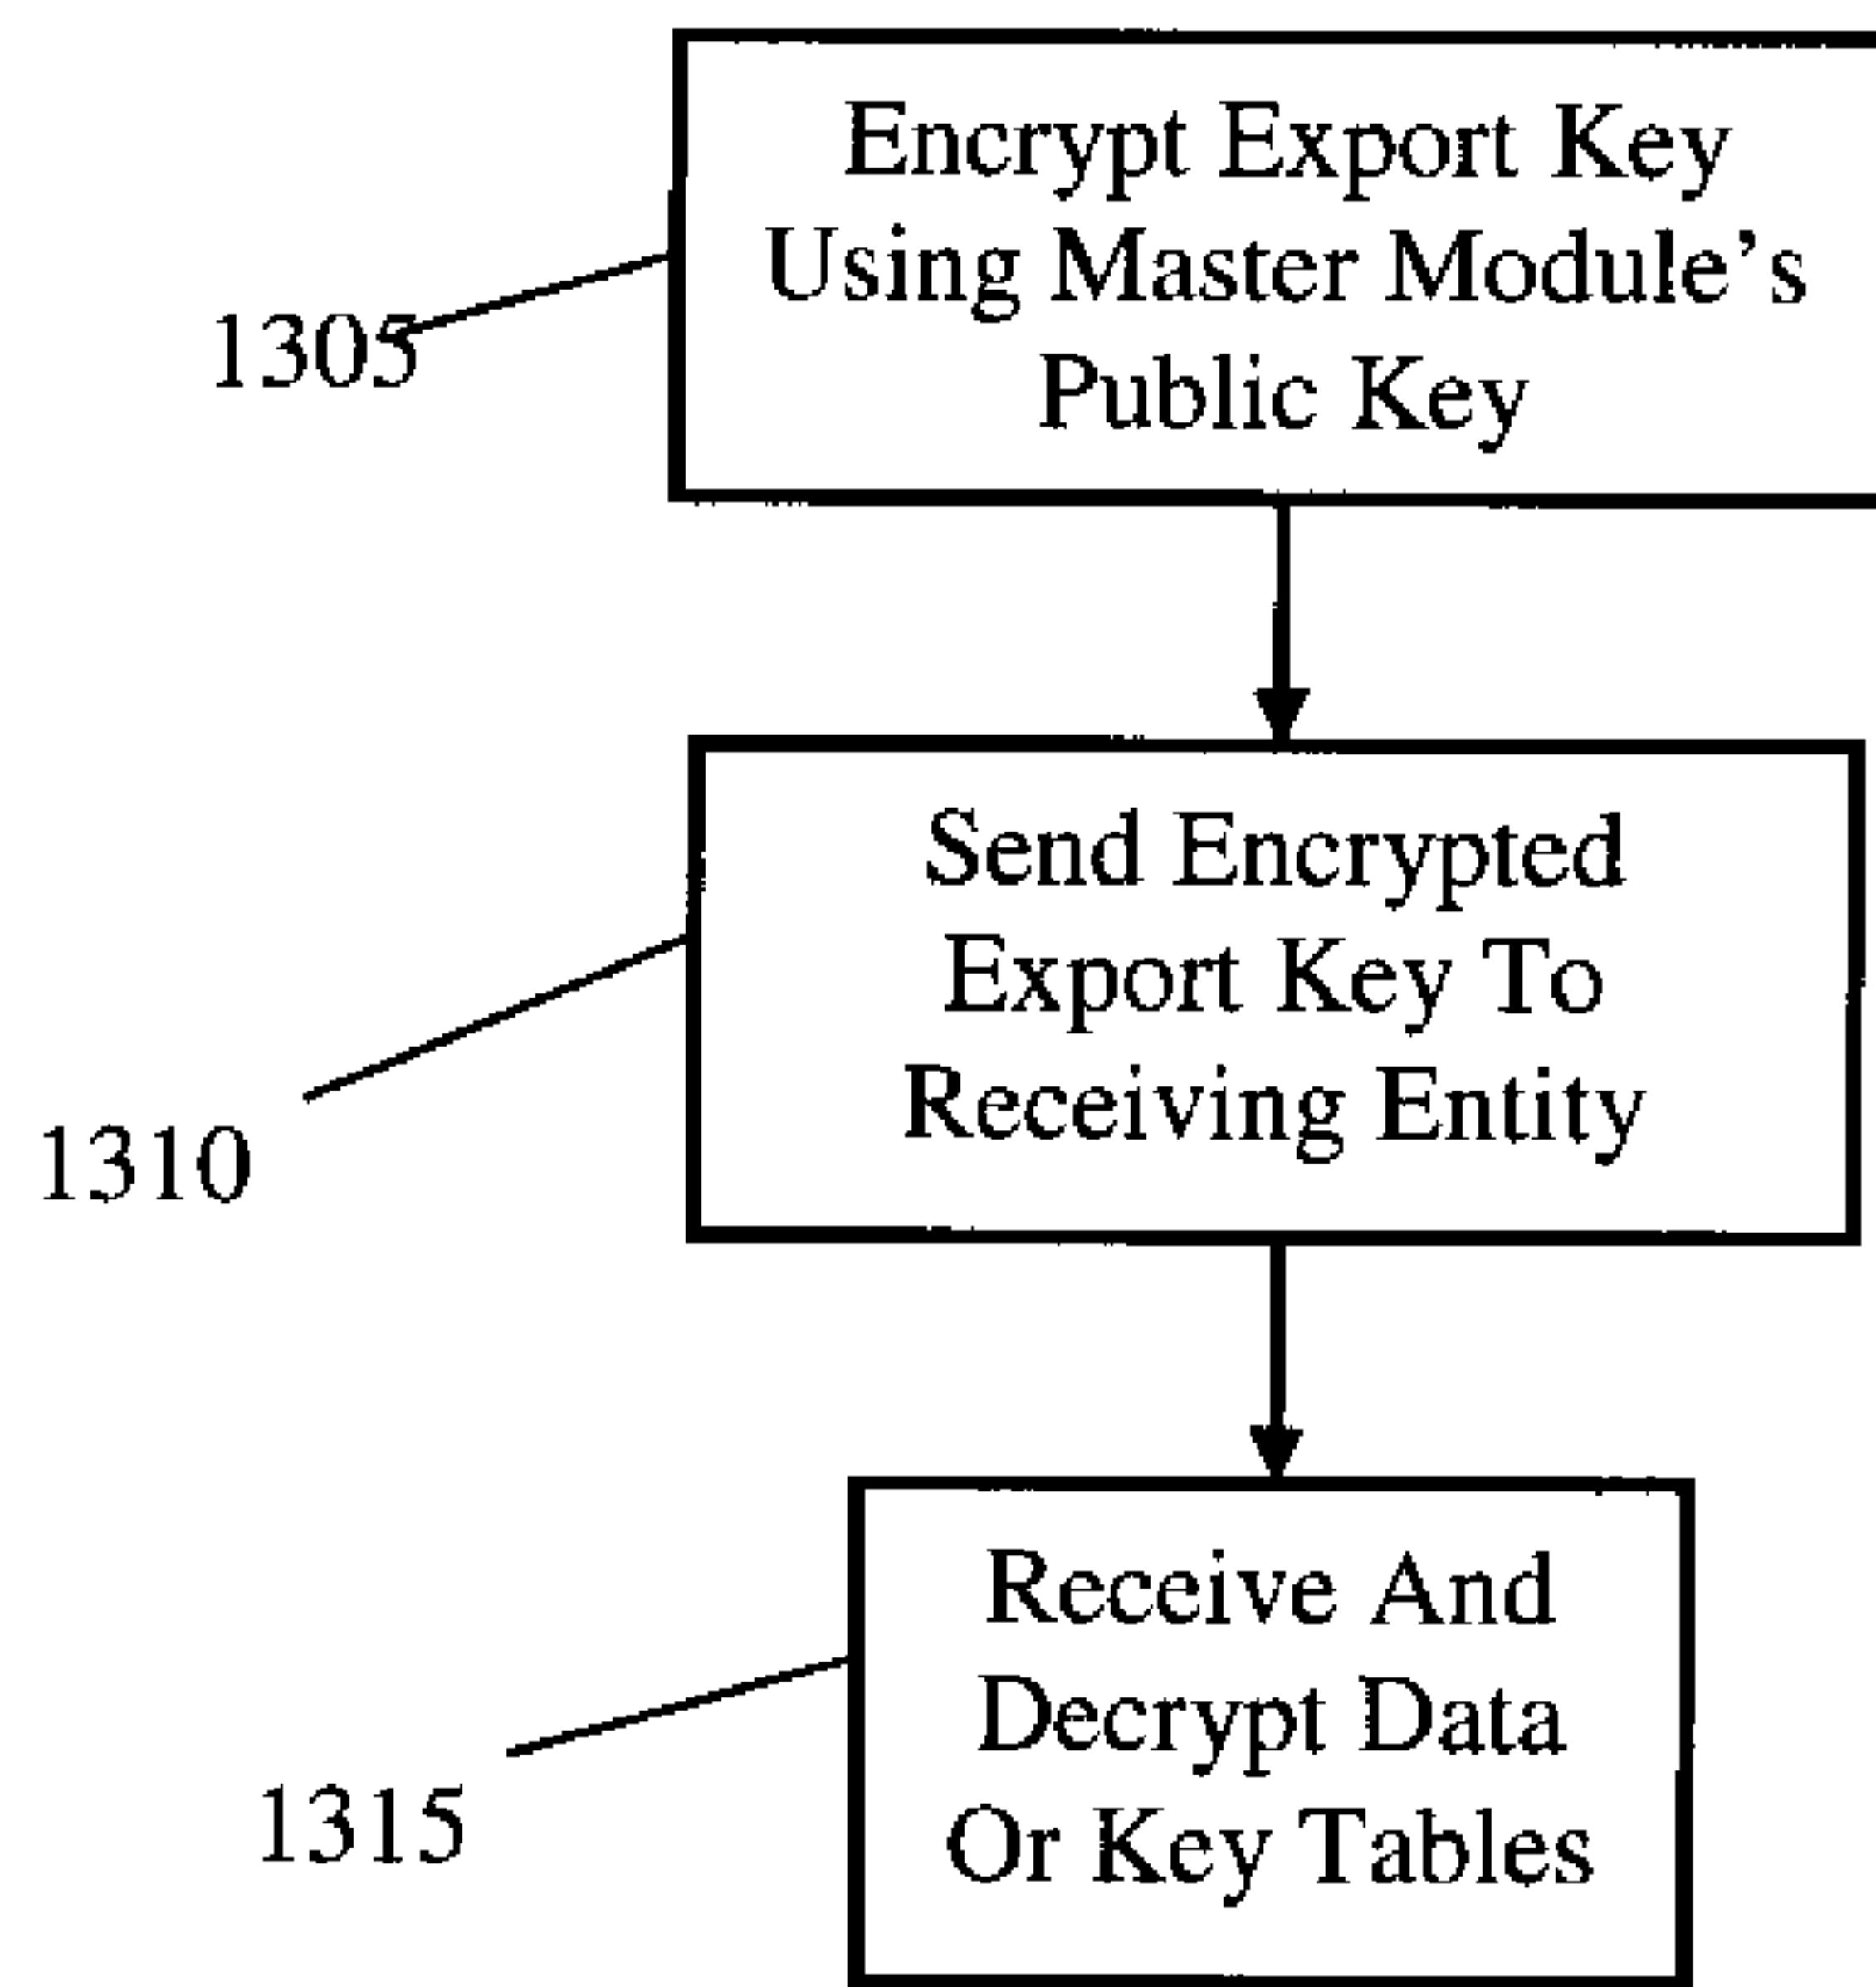 Encrypt Export Key
Using Master Module's
Public Key
1305
Send Encrypted
Export Key To
Receiving Entity
1310
Receive And
Decrypt Data
Or Key Tables
1315